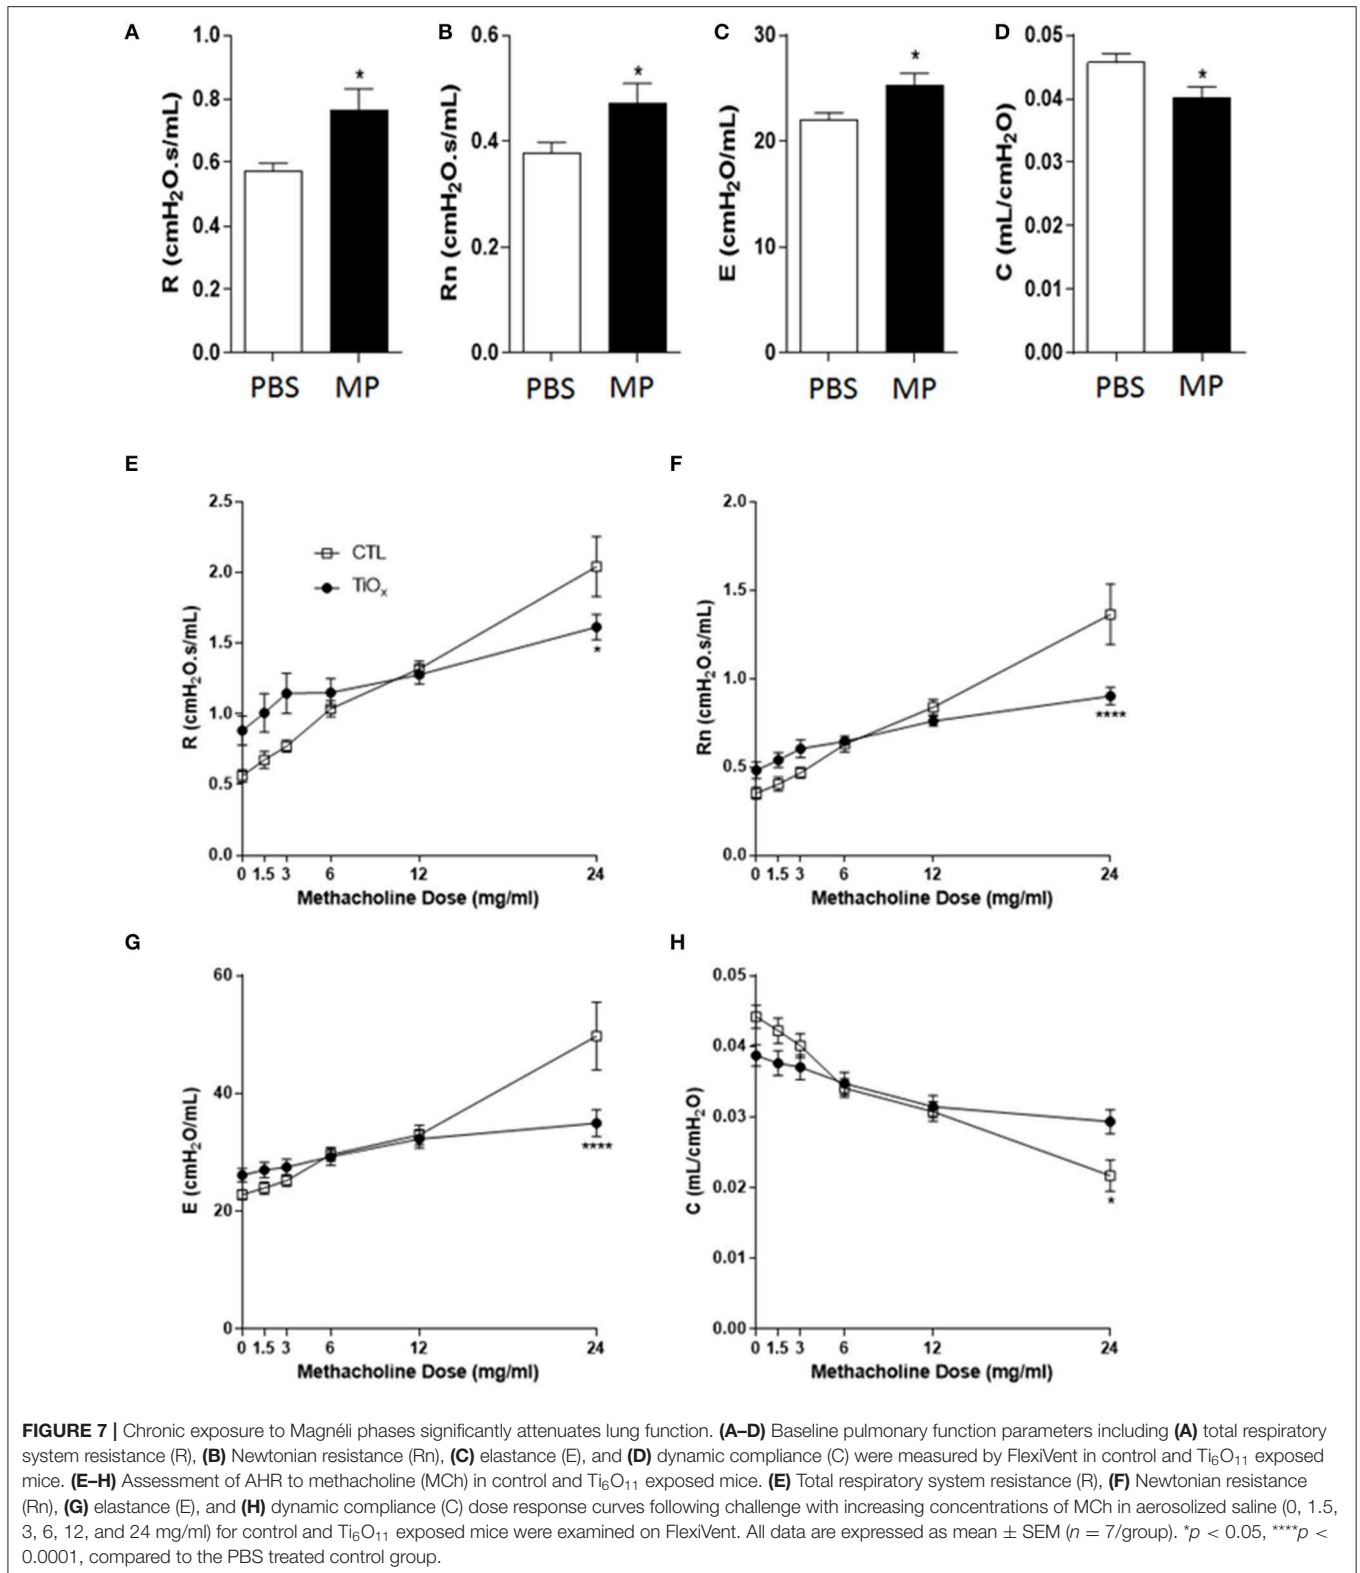 A
B
C
D
R (cmH₂O.s/mL)
1.0
0.8
0.6
0.4
0.2
0.0
*
PBS MP
Rn (cmH₂O.s/mL)
0.6
0.4
0.2
0.0
*
PBS MP
E (cmH₂O/mL)
30
20
10
0
*
PBS MP
C (mL/cmH₂O)
0.05
0.04
0.03
0.02
0.01
0.00
*
PBS MP
E
R (cmH₂O.s/mL)
2.5
2.0
1.5
1.0
0.5
0.0
CTL
TiOₓ
*
0 1.5 3 6 12 24
Methacholine Dose (mg/ml)
F
Rn (cmH₂O.s/mL)
2.0
1.5
1.0
0.5
0.0
****
0 1.5 3 6 12 24
Methacholine Dose (mg/ml)
G
E (cmH₂O/mL)
60
40
20
0
****
0 1.5 3 6 12 24
Methacholine Dose (mg/ml)
H
C (mL/cmH₂O)
0.05
0.04
0.03
0.02
0.01
0.00
*
0 1.5 3 6 12 24
Methacholine Dose (mg/ml)
FIGURE 7 | Chronic exposure to Magnéli phases significantly attenuates lung function. (A–D) Baseline pulmonary function parameters including (A) total respiratory
system resistance (R), (B) Newtonian resistance (Rn), (C) elastance (E), and (D) dynamic compliance (C) were measured by FlexiVent in control and Ti₆O₁₁ exposed
mice. (E–H) Assessment of AHR to methacholine (MCh) in control and Ti₆O₁₁ exposed mice. (E) Total respiratory system resistance (R), (F) Newtonian resistance
(Rn), (G) elastance (E), and (H) dynamic compliance (C) dose response curves following challenge with increasing concentrations of MCh in aerosolized saline (0, 1.5,
3, 6, 12, and 24 mg/ml) for control and Ti₆O₁₁ exposed mice were examined on FlexiVent. All data are expressed as mean ± SEM (n = 7/group). *p < 0.05, ****p <
0.0001, compared to the PBS treated control group.